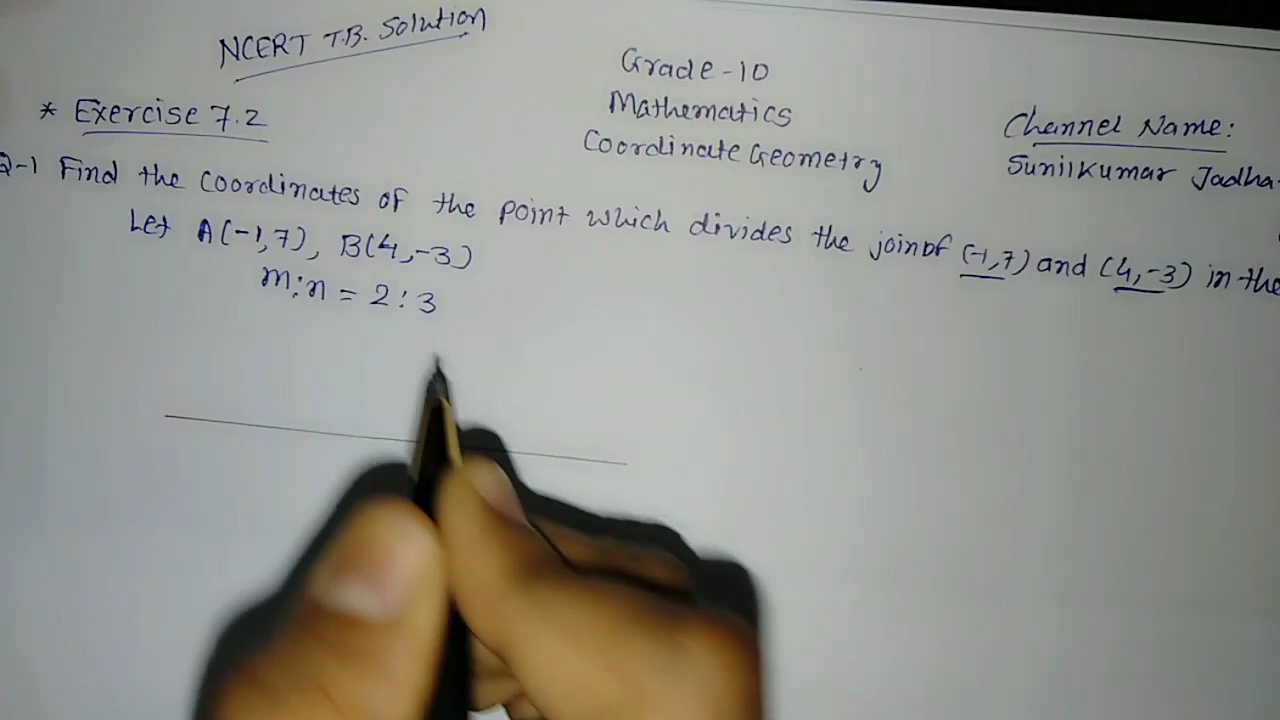 NCERT T.B. Solution
Grade-10
Mathematics
Coordinate Geometry
Channel Name:
Sunilkumar Jadha
* Exercise 7.2
Q-1 Find the coordinates of the point which divides the join of (-1,7) and (4,-3) in the
Let A(-1,7), B(4,-3)
m:n = 2:3